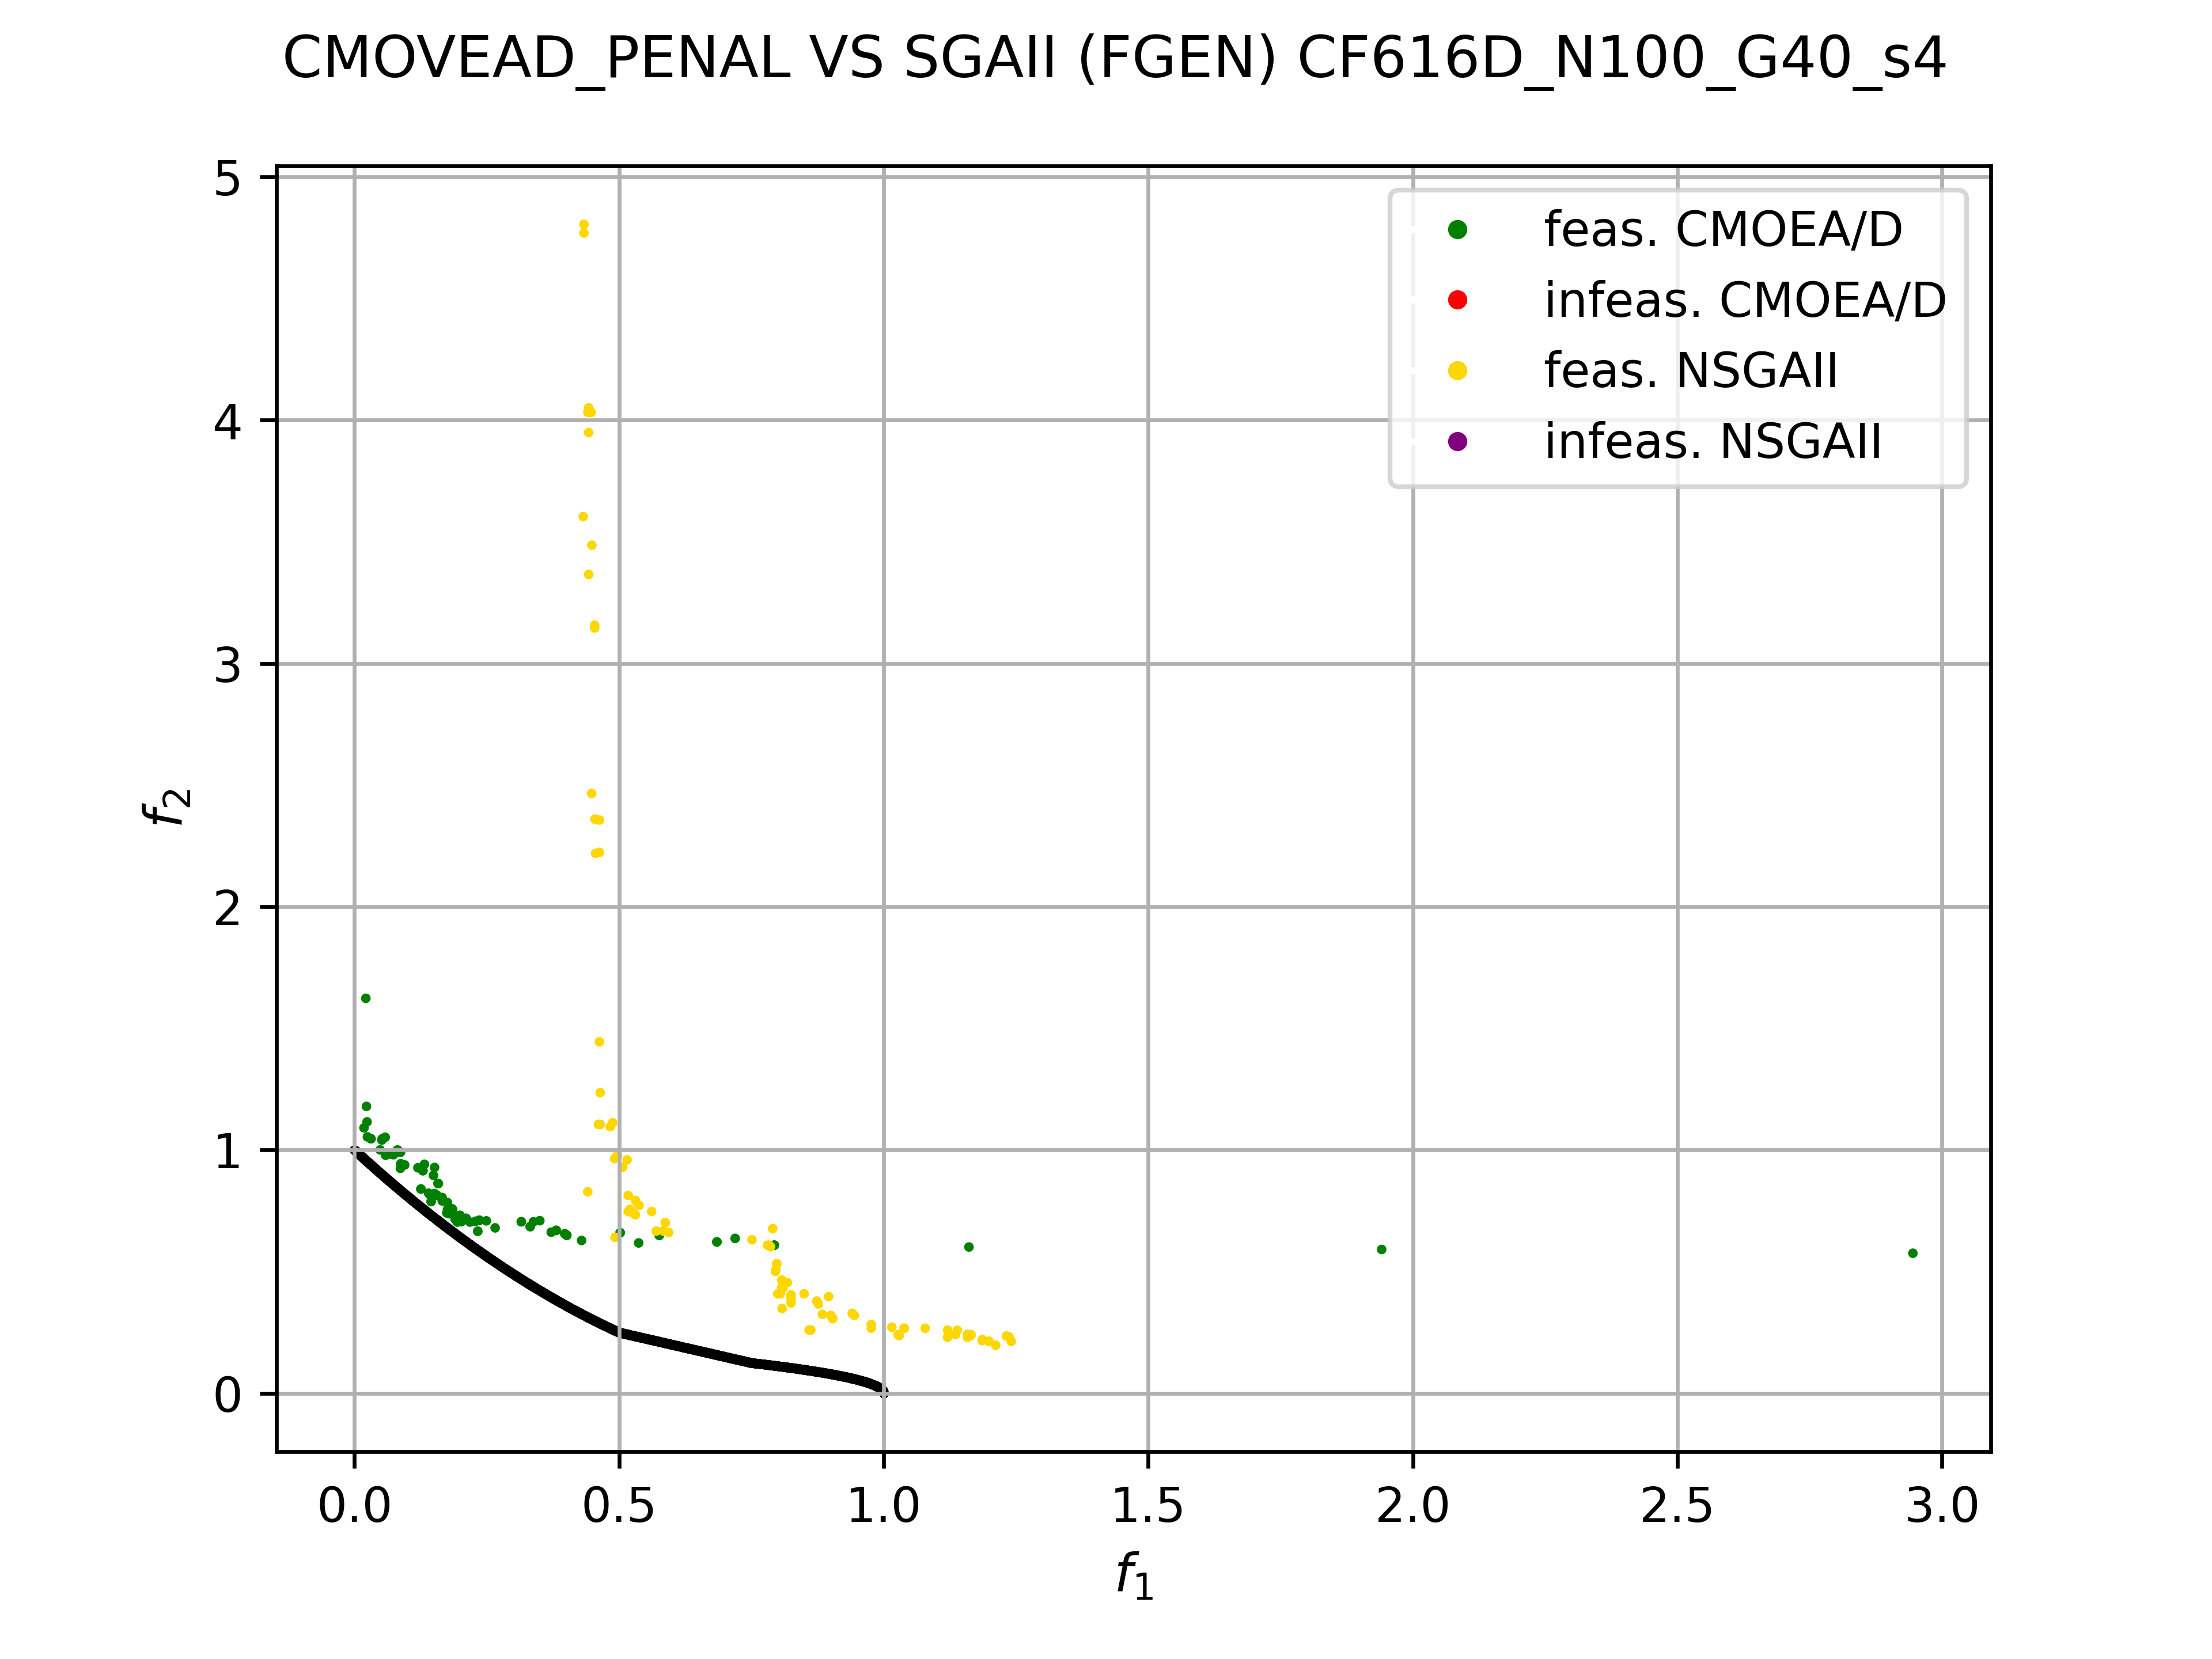 CMOVEAD_PENAL VS SGAII (FGEN) CF616D_N100_G40_s4
5
4
3
2
1
0
f2
feas. CMOEA/D
infeas. CMOEA/D
feas. NSGAII
infeas. NSGAII
0.0 0.5 1.0 1.5 2.0 2.5 3.0
f1